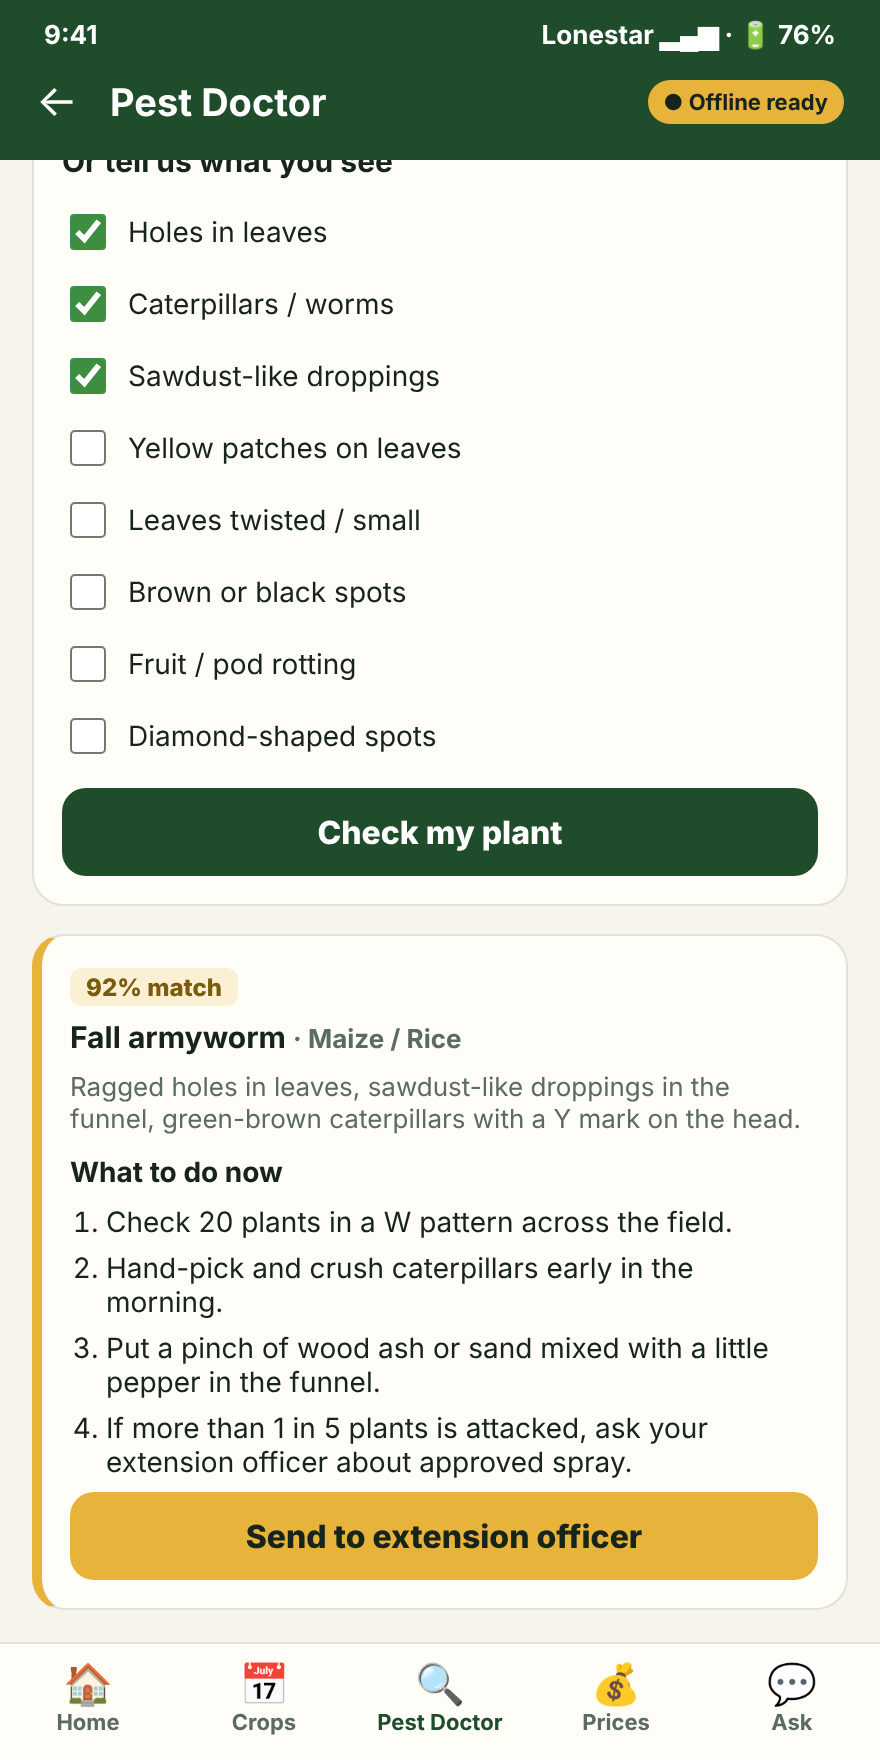 9:41
Lonestar · 76%
Pest Doctor
Offline ready
Or tell us what you see
Holes in leaves
Caterpillars / worms
Sawdust-like droppings
Yellow patches on leaves
Leaves twisted / small
Brown or black spots
Fruit / pod rotting
Diamond-shaped spots
Check my plant
92% match
Fall armyworm · Maize / Rice
Ragged holes in leaves, sawdust-like droppings in the
funnel, green-brown caterpillars with a Y mark on the head.
What to do now
1. Check 20 plants in a W pattern across the field.
2. Hand-pick and crush caterpillars early in the
morning.
3. Put a pinch of wood ash or sand mixed with a little
pepper in the funnel.
4. If more than 1 in 5 plants is attacked, ask your
extension officer about approved spray.
Send to extension officer
July
17
Home
Crops
Pest Doctor
Prices
Ask